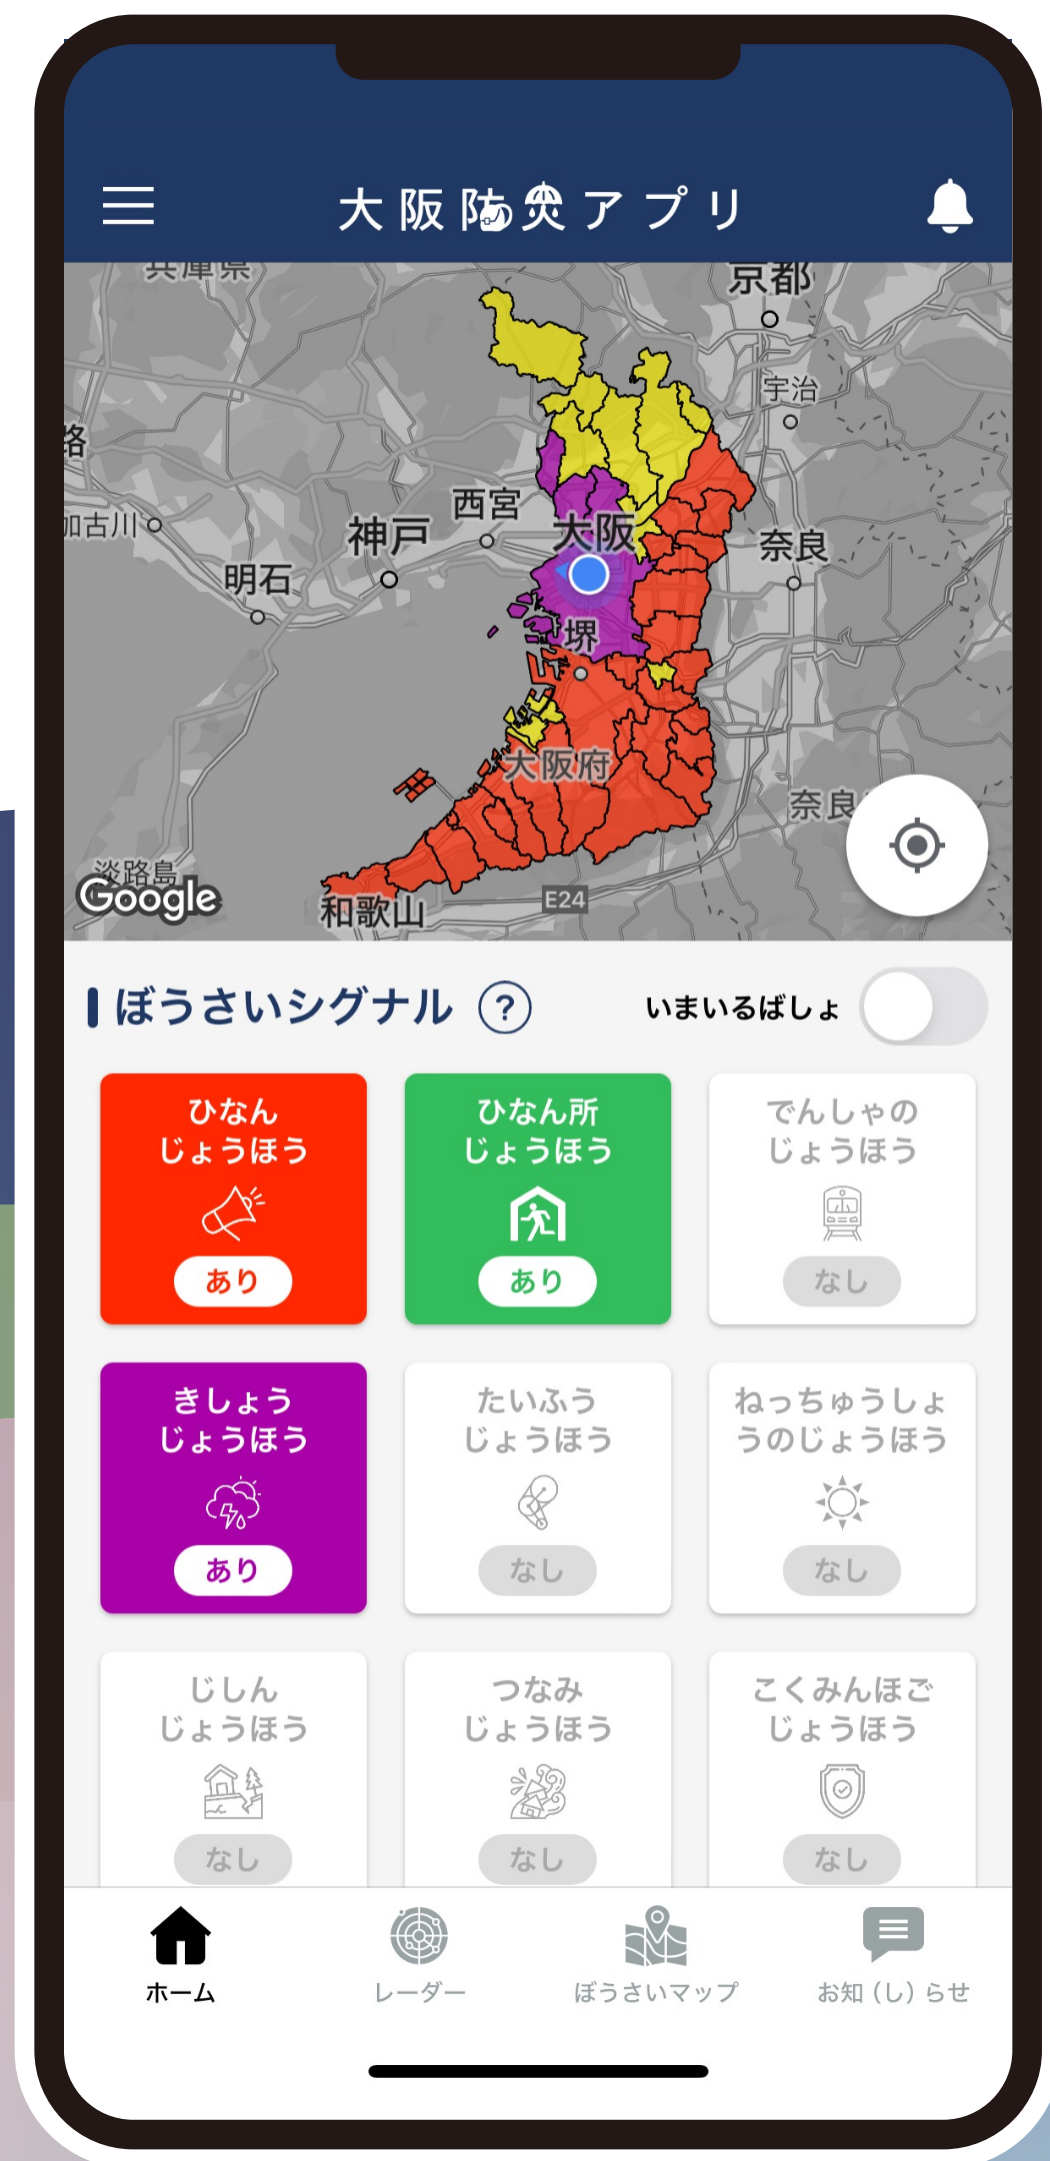 大阪防災アプリ
兵庫県
京都
宇治
路
加古川
西宮
神戸
大阪
奈良
明石
堺
大阪府
奈良
淡路島
Google
和歌山
E24
ぼうさいシグナル ?
いまいるばしょ
ひなん
じょうほう
あり
ひなん所
じょうほう
あり
でんしゃの
じょうほう
なし
きしょう
じょうほう
あり
たいふう
じょうほう
なし
ねっちゅうしょ
うのじょうほう
なし
じしん
じょうほう
なし
つなみ
じょうほう
なし
こくみんほご
じょうほう
なし
ホーム
レーダー
ぼうさいマップ
お知（し）らせ